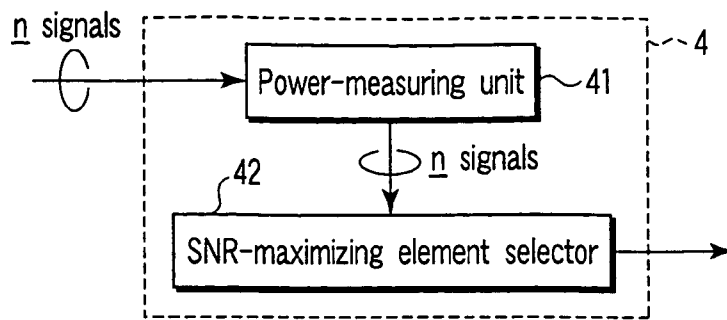 n signals
4
Power-measuring unit
41
n signals
42
SNR-maximizing element selector